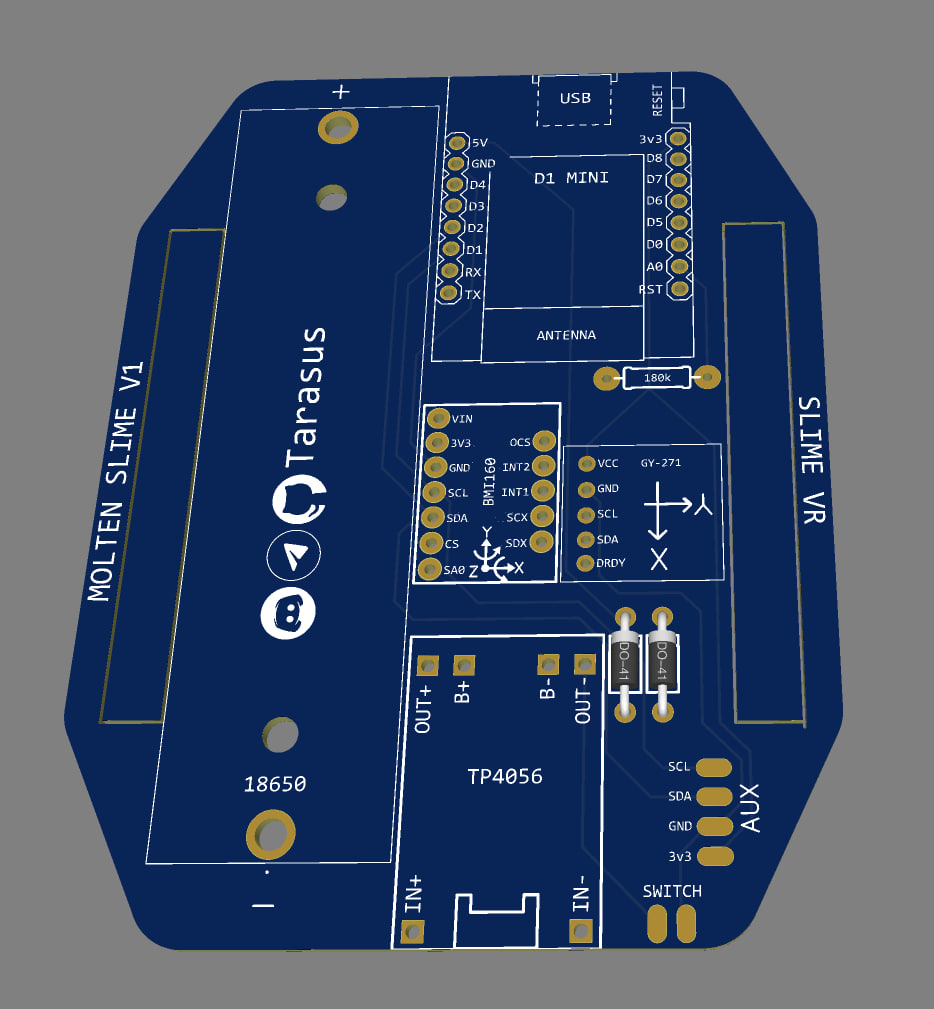 +
USB
RESET
5V
GND
D4
D3
D2
D1
RX
TX
3v3
D8
D7
D6
D5
D0
A0
RST
D1 MINI
ANTENNA
180k
MOLTEN SLIME V1
Tarasus
SLIME VR
VIN
3V3
GND
SCL
SDA
CS
SA0
BMI160
OCS
INT2
INT1
SCX
SDX
Y
Z
X
VCC
GND
SCL
SDA
DRDY
GY-271
Y
X
DO-41
DO-41
OUT+
B+
B-
OUT-
TP4056
IN+
IN-
18650
–
SCL
SDA
GND
3v3
AUX
SWITCH